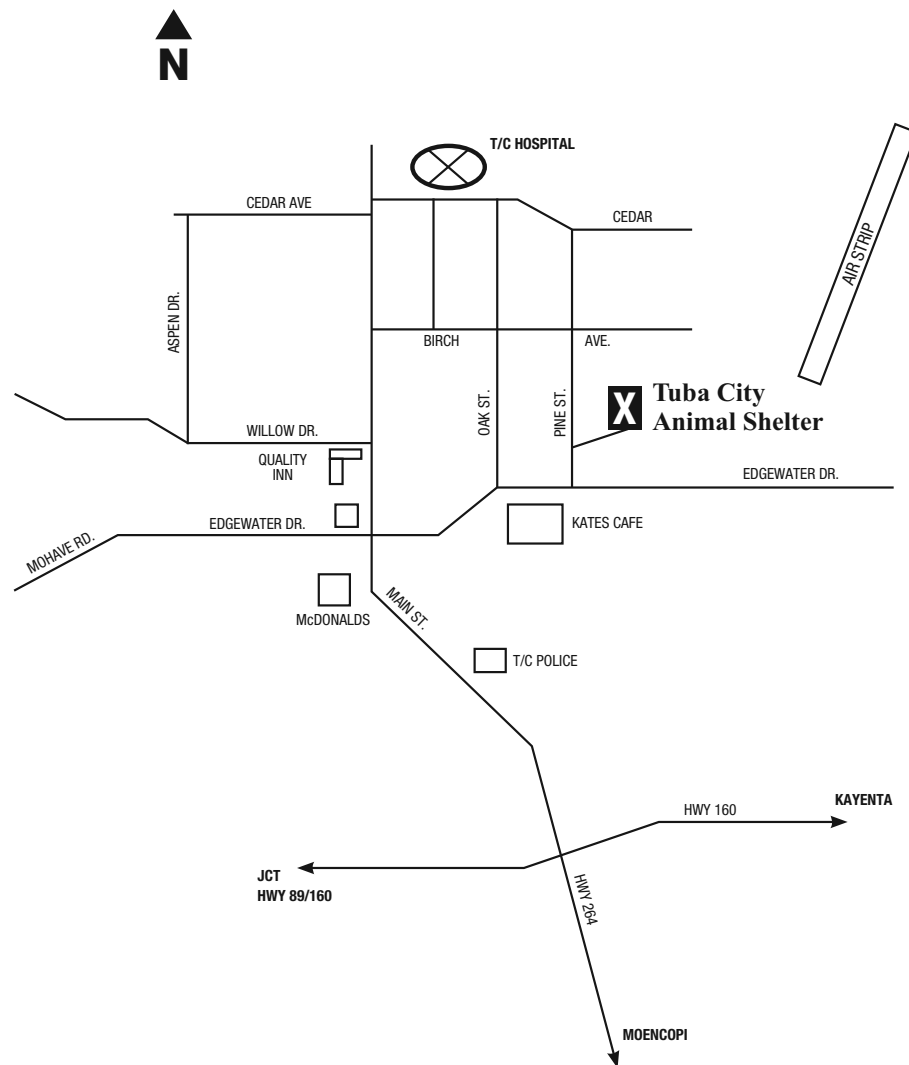 N
T/C HOSPITAL
CEDAR AVE
CEDAR
AIR STRIP
ASPEN DR.
BIRCH
AVE.
OAK ST.
PINE ST.
X
Tuba City
Animal Shelter
WILLOW DR.
QUALITY
INN
EDGEWATER DR.
EDGEWATER DR.
KATES CAFE
MOHAVE RD.
McDONALDS
MAIN ST.
T/C POLICE
KAYENTA
HWY 160
JCT
HWY 89/160
HWY 264
MOENCOPI